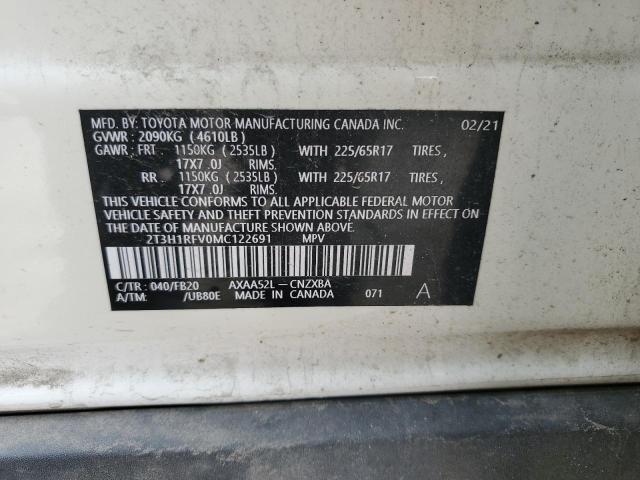 MFD. BY: TOYOTA MOTOR MANUFACTURING CANADA INC. 02/21
GVWR : 2090KG ( 4610LB )
GAWR: FRT 1150KG ( 2535LB ) WITH 225/65R17 TIRES,
17X7 .0J RIMS.
RR : 1150KG ( 2535LB ) WITH 225/65R17 TIRES,
17X7 .0J RIMS.
THIS VEHICLE CONFORMS TO ALL APPLICABLE FEDERAL MOTOR
VEHICLE SAFETY AND THEFT PREVENTION STANDARDS IN EFFECT ON
THE DATE OF MANUFACTURE SHOWN ABOVE.
2T3H1RFV0MC122691 MPV
C/TR : 040/FB20 AXAA52L – CNZXBA
A/TM: /UB80E MADE IN CANADA 071 A